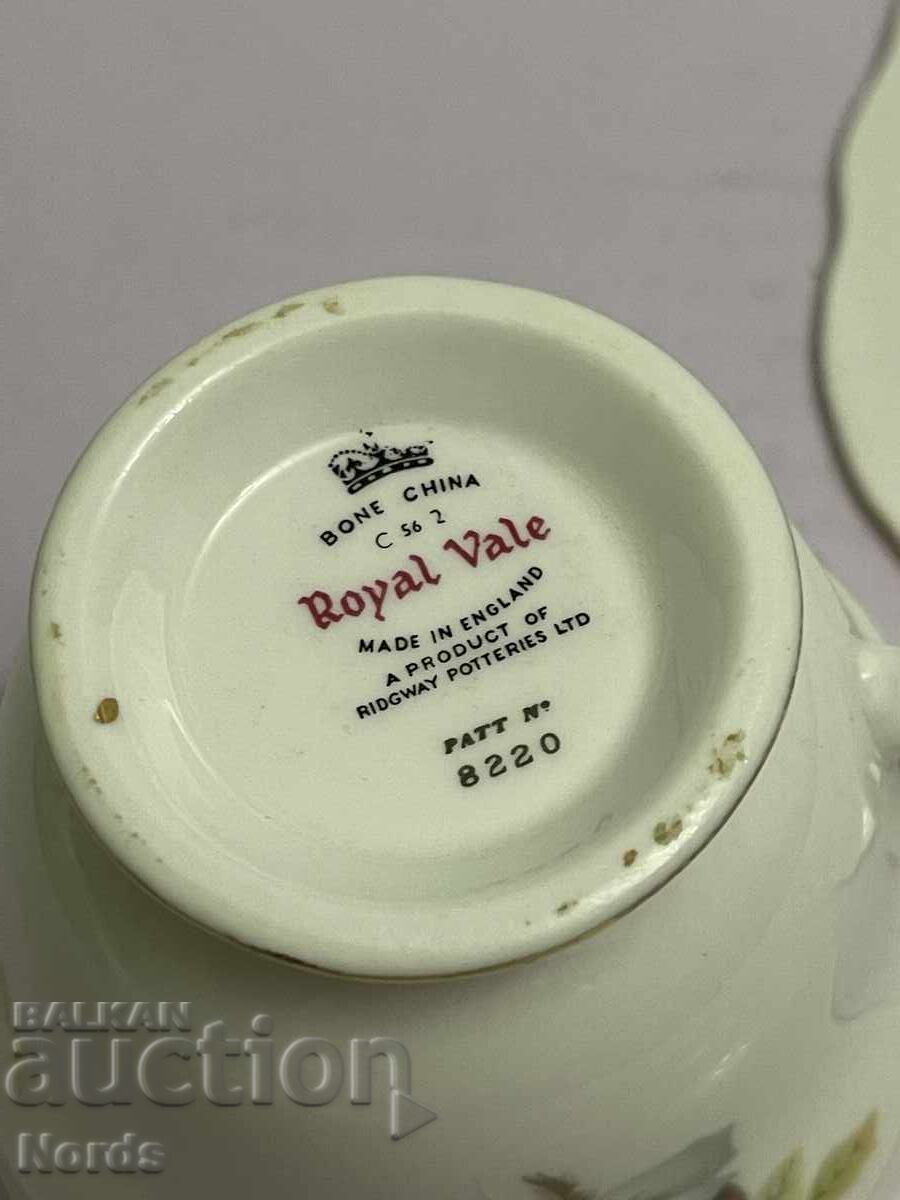 BONE CHINA
C 56 2
Royal Vale
MADE IN ENGLAND
A PRODUCT OF
RIDGWAY POTTERIES LTD
PATT Nº
8220
BALKAN
auction
Nords